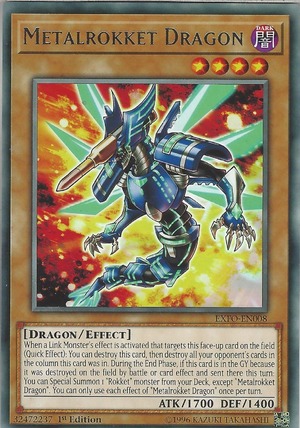 METALROKKET DRAGON
DARK
闇
EXFO-EN008
[DRAGON/EFFECT]
When a Link Monster's effect is activated that targets this face-up card on the field
(Quick Effect): You can destroy this card, then destroy all your opponent's cards in
the column this card was in. During the End Phase, if this card is in the GY because
it was destroyed on the field by battle or card effect and sent there this turn:
You can Special Summon 1 "Rokket" monster from your Deck, except "Metalrokket
Dragon". You can only use each effect of "Metalrokket Dragon" once per turn.
ATK/1700 DEF/1400
32472237 1st Edition ©1996 KAZUKI TAKAHASHI